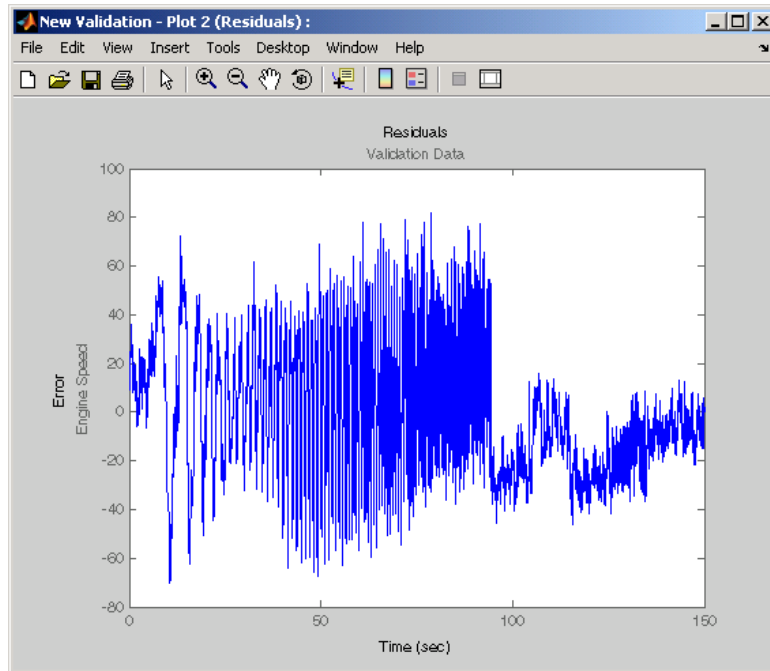 New Validation - Plot 2 (Residuals) :
File Edit View Insert Tools Desktop Window Help
Residuals
Validation Data
100
80
60
40
20
0
-20
-40
-60
-80
Error
Engine Speed
0 50 100 150
Time (sec)